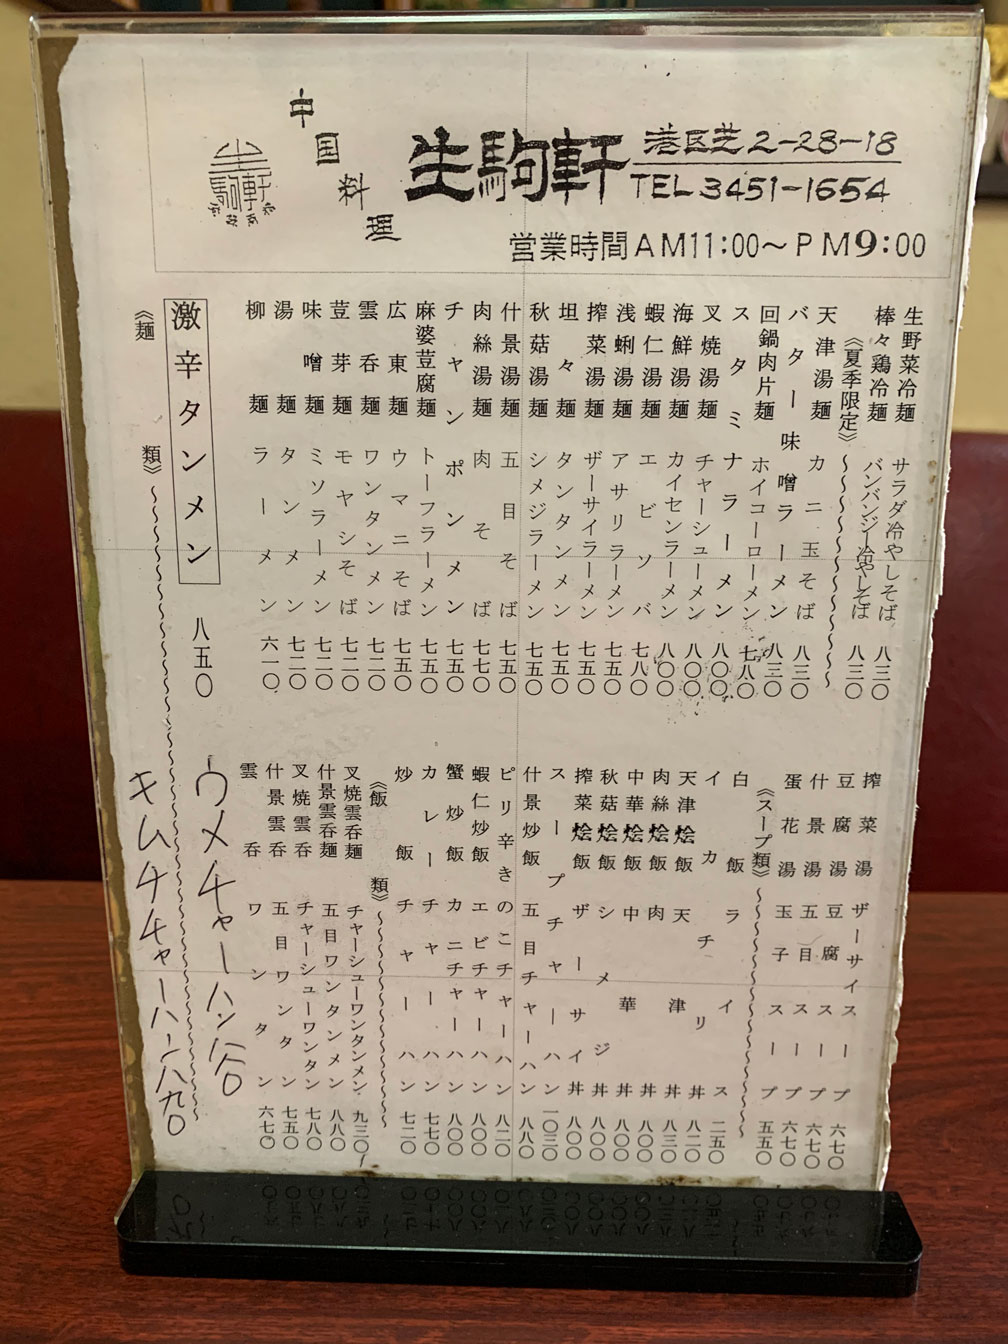 中国料理
生駒軒
港区芝2-28-18
TEL 3451-1654
営業時間AM11:00～PM9:00
《麺類》
激辛タンメン 八五〇
柳麺 ラーメン 六一〇
湯麺 タンメン 七二〇
味噌麺 ミソラーメン 七二〇
荳芽麺 モヤシそば 七二〇
雲呑麺 ワンタンメン 七二〇
広東麺 ウマニそば 七五〇
麻婆荳腐麺 トーフラーメン 七五〇
チャンポンメン 七五〇
肉絲湯麺 肉そば 七七〇
什景湯麺 五目そば 七五〇
秋菇湯麺 シメジラーメン 七五〇
坦々麺 タンタンメン 七五〇
搾菜湯麺 ザーサイラーメン 七五〇
浅蜊湯麺 アサリラーメン 七五〇
蝦仁湯麺 エビソバ 七八〇
海鮮湯麺 カイセンラーメン 八〇〇
叉焼湯麺 チャーシューメン 八〇〇
スタミナラーメン 八〇〇
回鍋肉片麺 ホイコーローメン 七八〇
バター味噌ラーメン 八三〇
天津湯麺 カニ玉そば 八三〇
《夏季限定》
棒々鶏冷麺 バンバンジー冷やしそば 八三〇
生野菜冷麺 サラダ冷やしそば 八三〇
キムチチャーハン八九〇
ウメチャーハン
雲呑 ワンタン 六七〇
什景雲呑 五目ワンタン 七五〇
叉焼雲呑 チャーシューワンタン 七八〇
什景雲呑麺 五目ワンタンメン 八八〇
叉焼雲呑麺 チャーシューワンタンメン 九三〇
《飯類》
炒飯 チャーハン 七二〇
カレーチャーハン 七七〇
蟹炒飯 カニチャーハン 八〇〇
蝦仁炒飯 エビチャーハン 八〇〇
ピリ辛きのこチャーハン 八二〇
什景炒飯 五目チャーハン 八八〇
スープチャーハン 一〇三〇
搾菜烩飯 ザーサイ丼 八〇〇
秋菇烩飯 シメジ丼 八〇〇
中華烩飯 中華丼 八〇〇
肉絲烩飯 肉丼 八〇〇
天津烩飯 天津丼 八三〇
イカチリ丼 八二〇
白飯 ライス 二五〇
《スープ類》
蛋花湯 玉子スープ 五五〇
什景湯 五目スープ 六七〇
豆腐湯 豆腐スープ 六七〇
搾菜湯 ザーサイスープ 六七〇